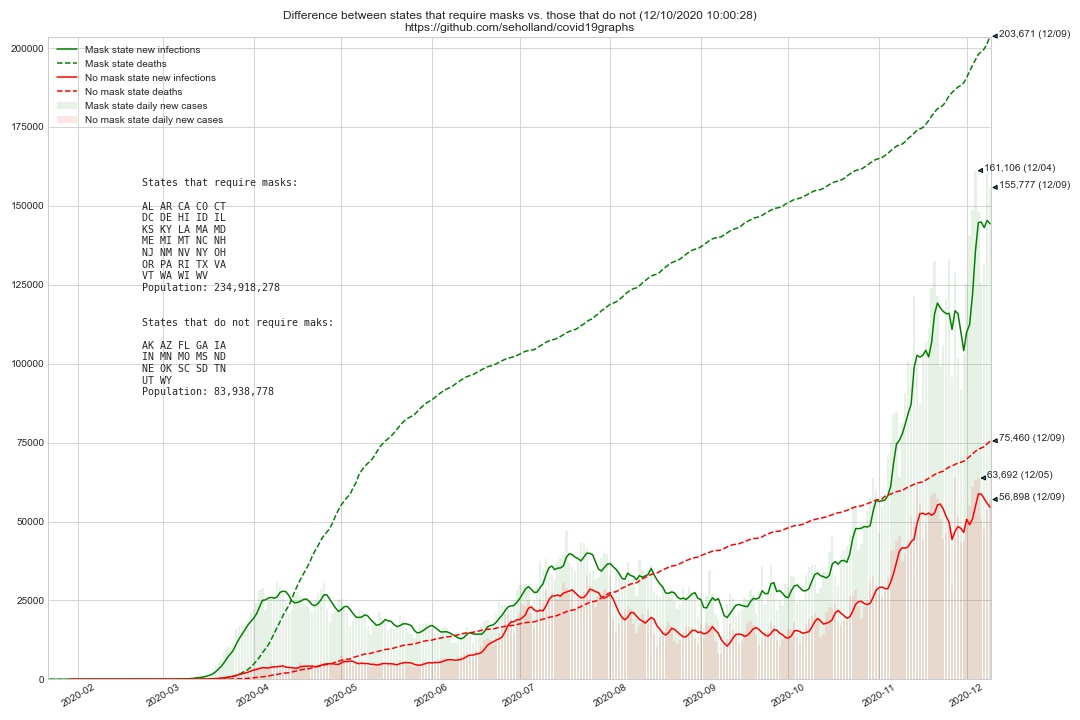 Difference between states that require masks vs. those that do not (12/10/2020 10:00:28)
https://github.com/seholland/covid19graphs
Mask state new infections
Mask state deaths
No mask state new infections
No mask state deaths
Mask state daily new cases
No mask state daily new cases
States that require masks:
AL AR CA CO CT
DC DE HI ID IL
KS KY LA MA MD
ME MI MT NC NH
NJ NM NV NY OH
OR PA RI TX VA
VT WA WI WV
Population: 234,918,278
States that do not require maks:
AK AZ FL GA IA
IN MN MO MS ND
NE OK SC SD TN
UT WY
Population: 83,938,778
203,671 (12/09)
161,106 (12/04)
155,777 (12/09)
75,460 (12/09)
63,692 (12/05)
56,898 (12/09)
200000
175000
150000
125000
100000
75000
50000
25000
0
2020-02
2020-03
2020-04
2020-05
2020-06
2020-07
2020-08
2020-09
2020-10
2020-11
2020-12